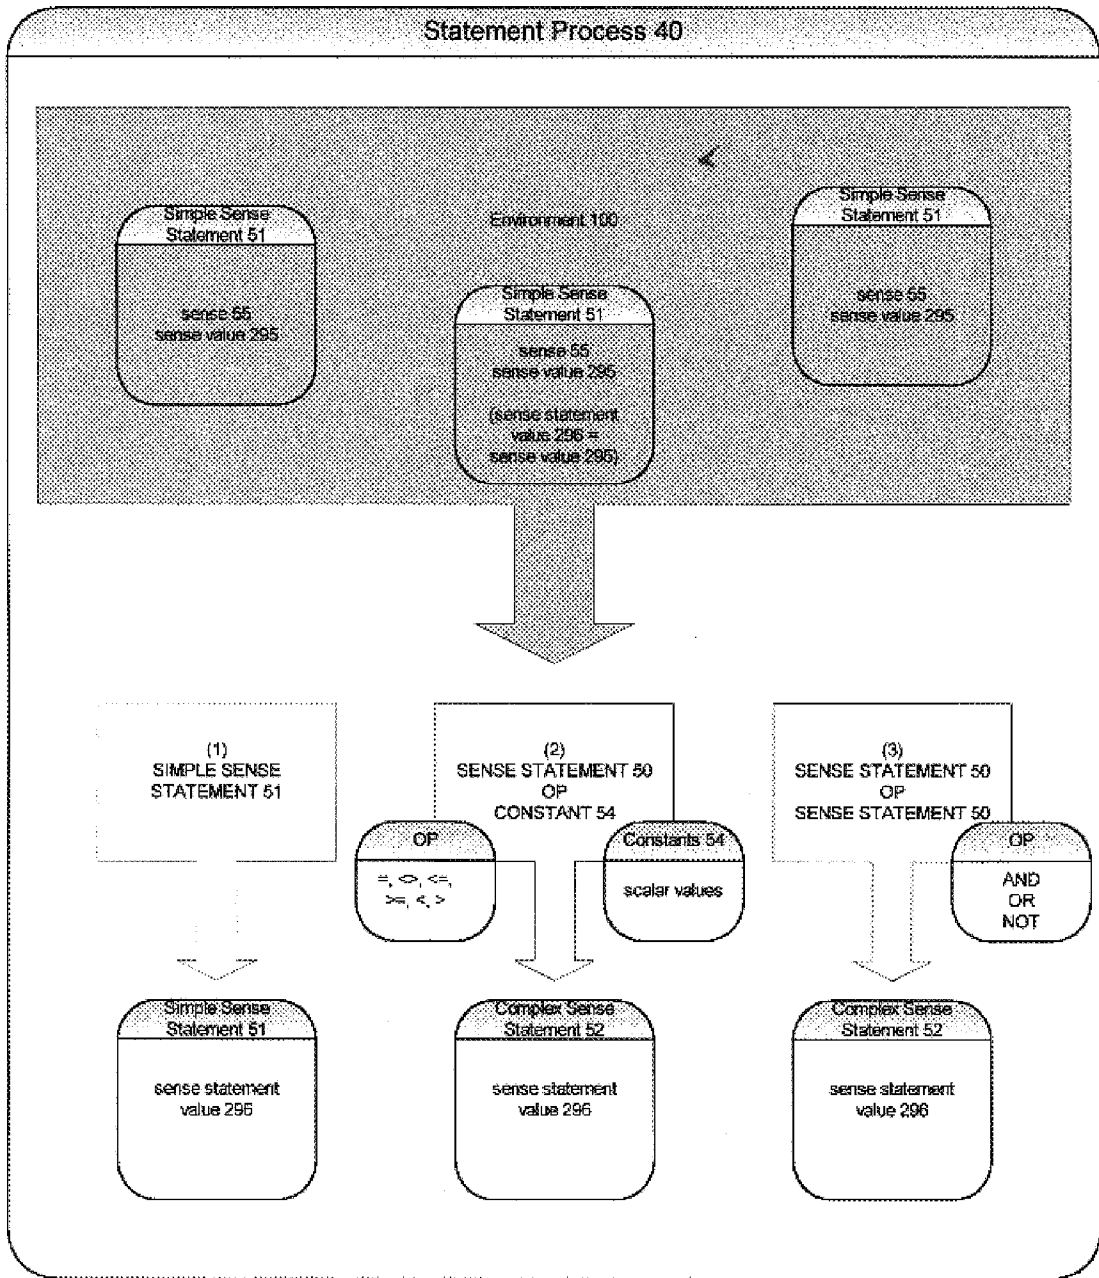 Statement Process 40
Simple Sense
Statement 51
sense 55
sense value 295
Environment 100
Simple Sense
Statement 51
sense 55
sense value 295
(sense statement
value 296 =
sense value 295)
Simple Sense
Statement 51
sense 55
sense value 295
(1)
SIMPLE SENSE
STATEMENT 51
(2)
SENSE STATEMENT 50
OP
CONSTANT 54
OP
=, <>, <=,
>=, <, >
Constants 54
scalar values
(3)
SENSE STATEMENT 50
OP
SENSE STATEMENT 50
OP
AND
OR
NOT
Simple Sense
Statement 51
sense statement
value 296
Complex Sense
Statement 52
sense statement
value 296
Complex Sense
Statement 52
sense statement
value 296